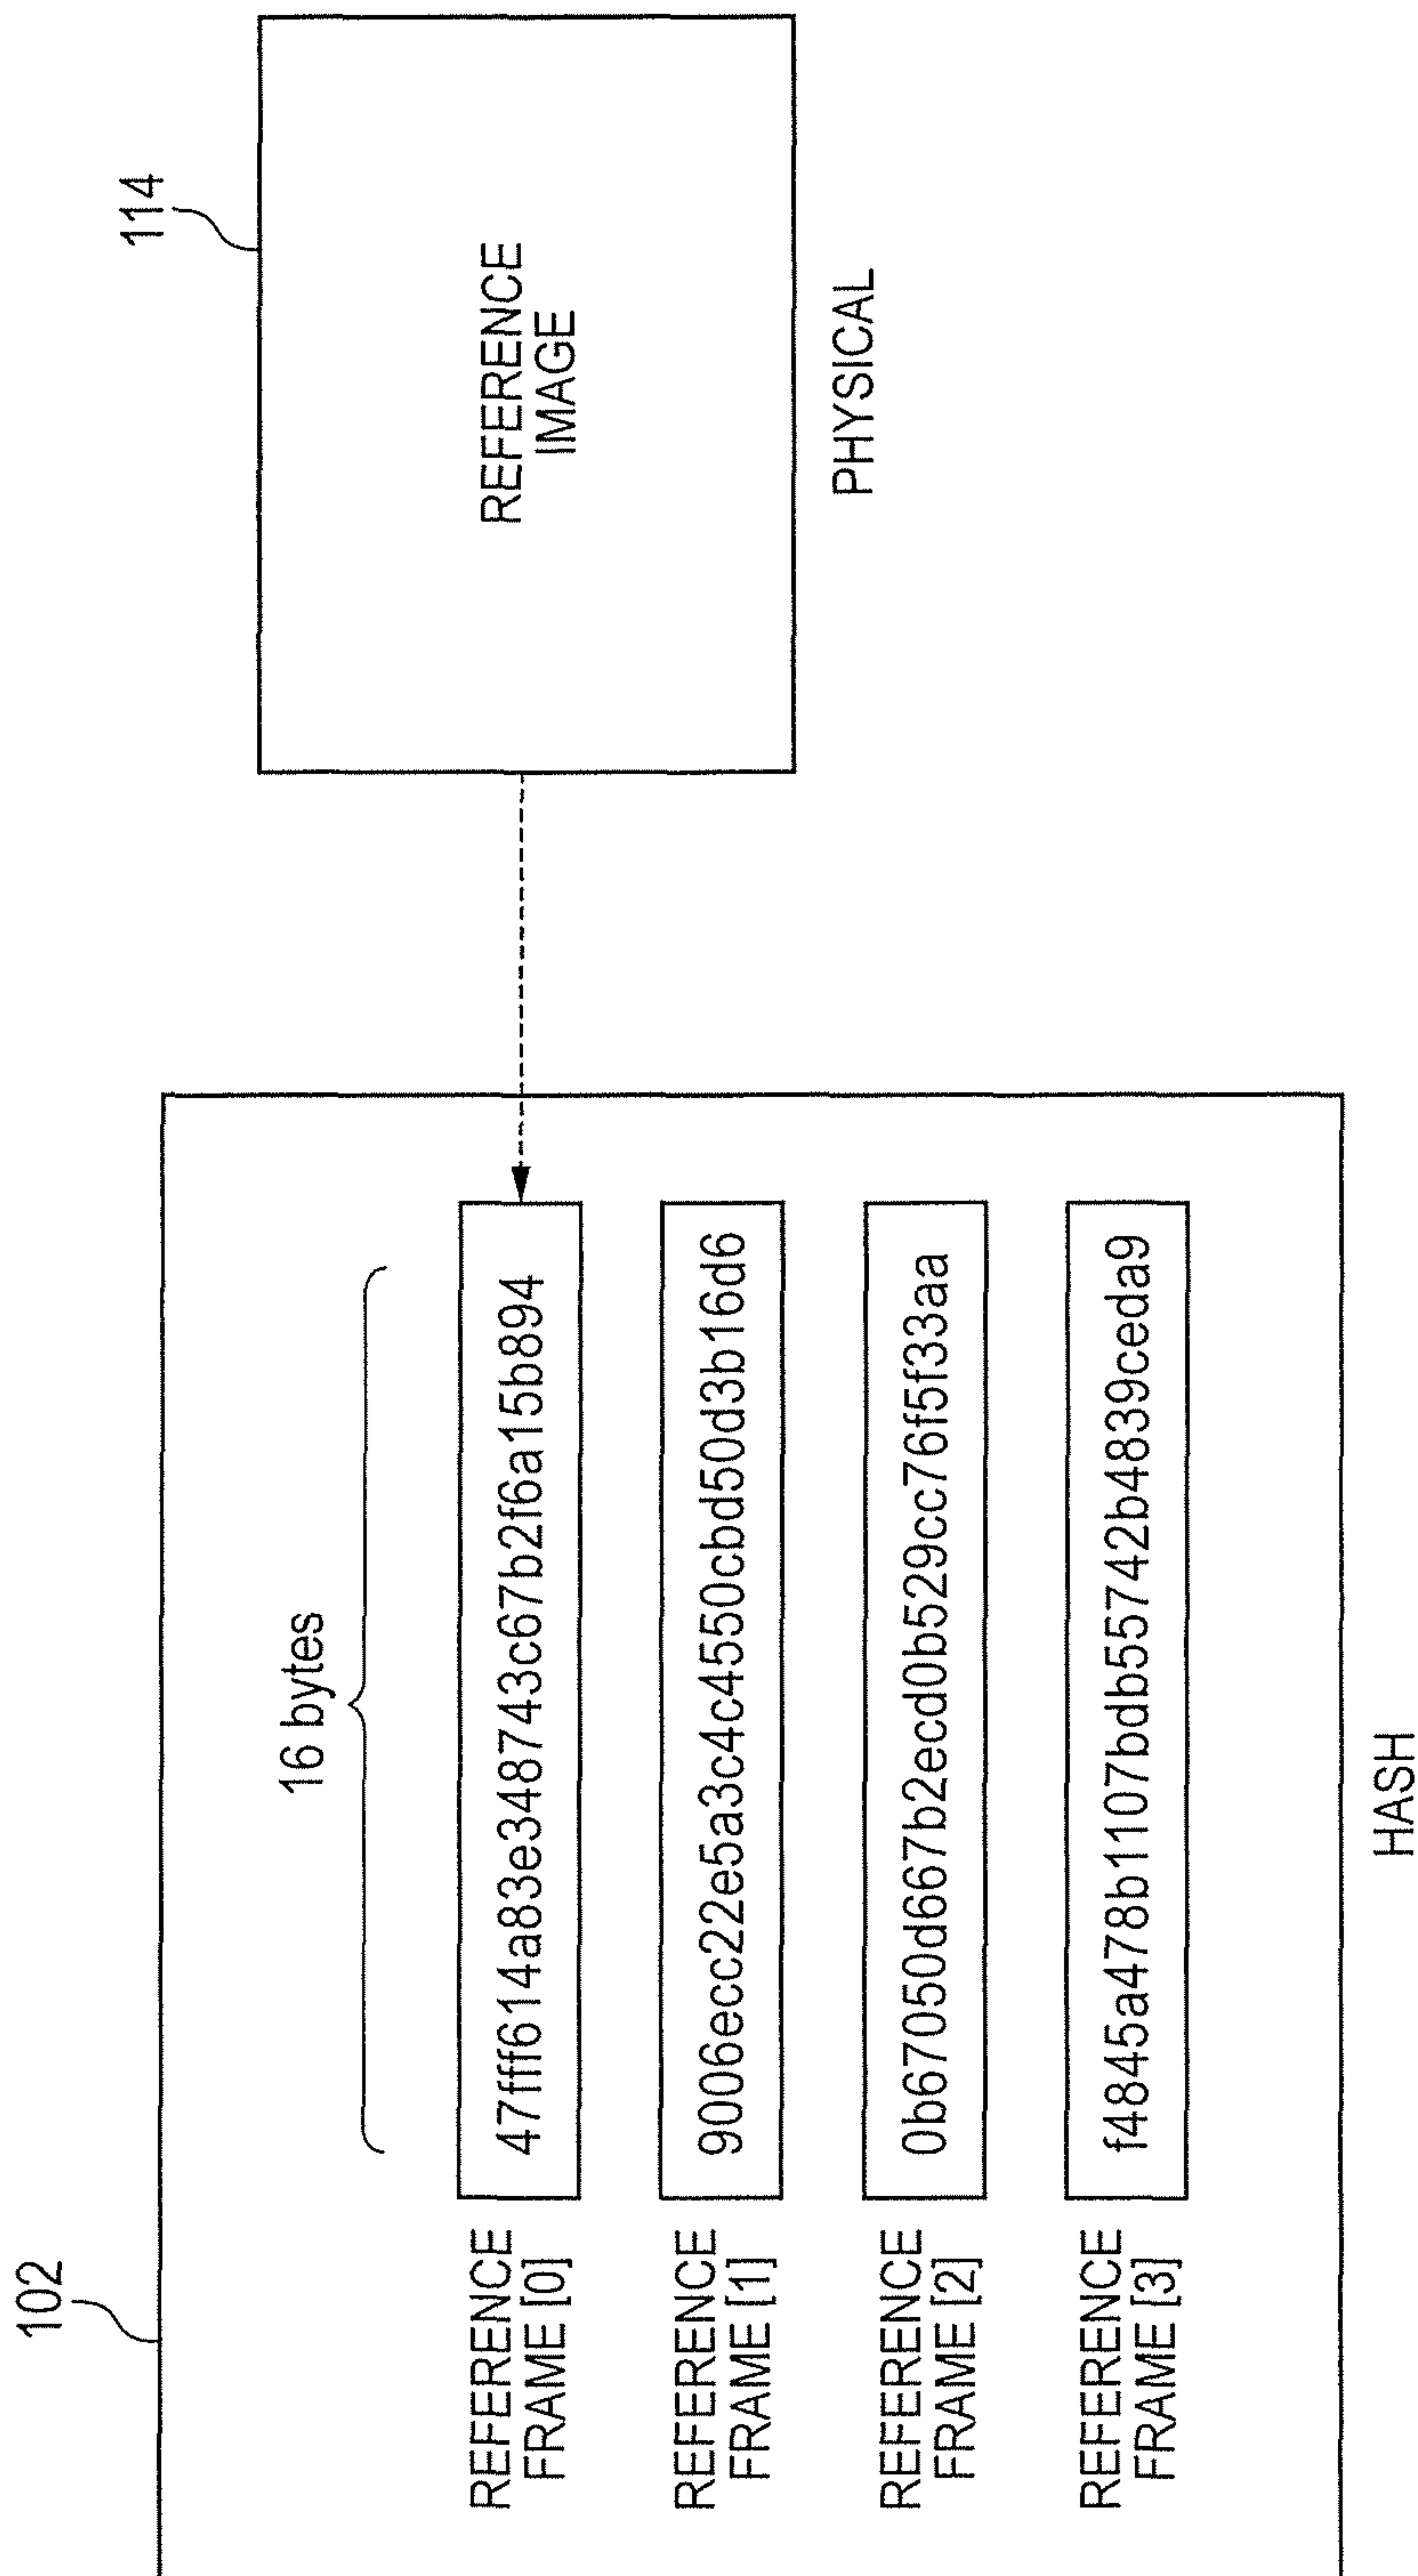 102
16 bytes
REFERENCE
FRAME [0]
47fff614a83e348743c67b2f6a15b894
REFERENCE
FRAME [1]
9006ecc22e5a3c4c4550cbd50d3b16d6
REFERENCE
FRAME [2]
0b67050d667b2ecd0b529cc76f5f33aa
REFERENCE
FRAME [3]
f4845a478b1107bdb55742b4839ceda9
HASH
114
REFERENCE
IMAGE
PHYSICAL